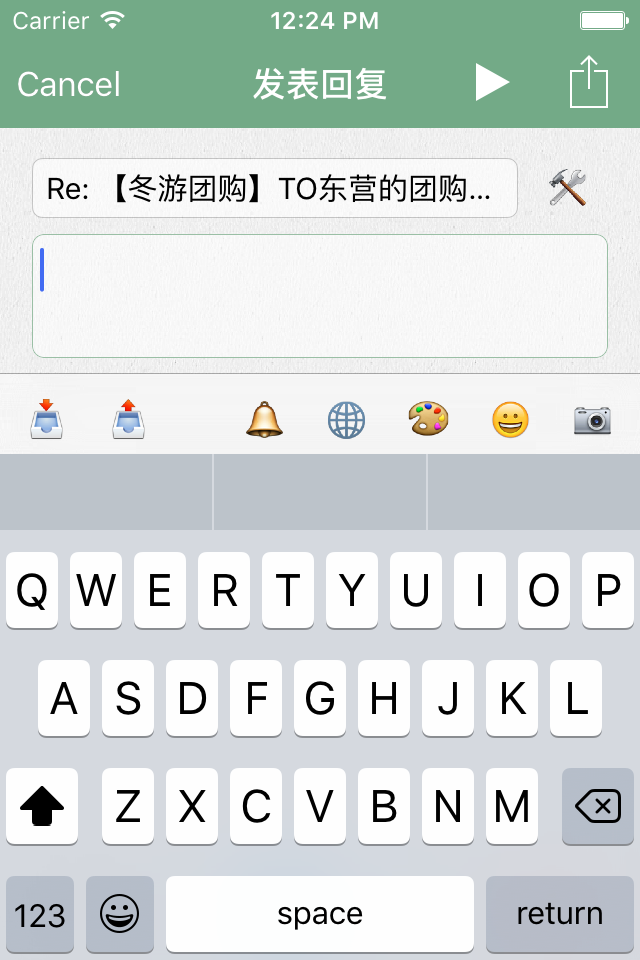 Carrier 12:24 PM
Cancel 发表回复
Re: 【冬游团购】TO东营的团购...
Q W E R T Y U I O P
A S D F G H J K L
Z X C V B N M
123 space return